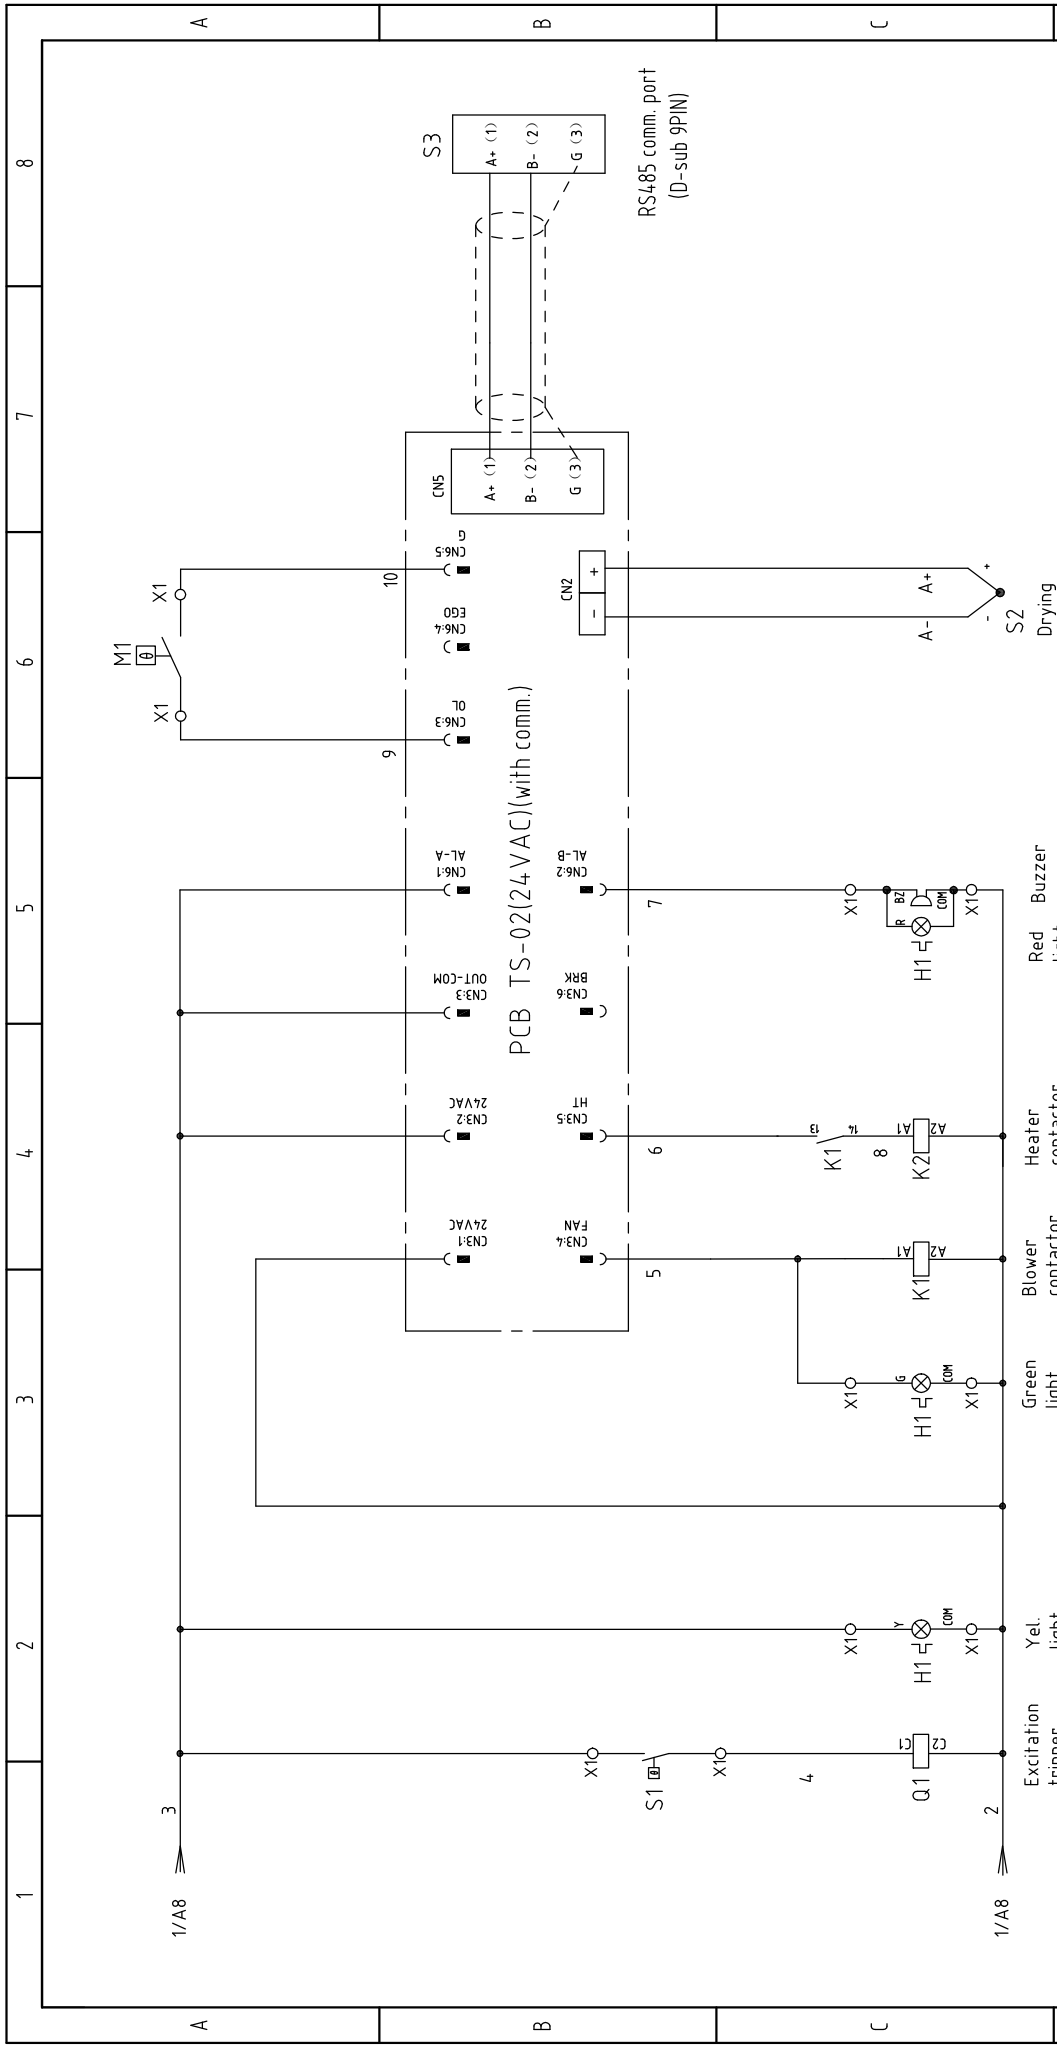 1
2
3
4
5
6
7
8
A
B
C
A
B
C
1/A8
3
1/A8
2
X1
S1
θ
X1
4
Q1
C1
C2
Excitation
X1
H1
Y
COM
X1
Yel.
X1
H1
G
COM
X1
Green
CN3:1
24VAC
CN3:4
FAN
5
K1
A1
A2
Blower
CN3:2
24VAC
CN3:5
HT
6
K1
13
14
8
K2
A1
A2
Heater
CN3:3
OUT-COM
CN3:6
BRK
PCB TS-02(24VAC)(with comm.)
CN6:1
AL-A
CN6:2
AL-B
7
X1
H1
R
BZ
COM
X1
Red
Buzzer
M1
θ
X1
X1
9
10
CN6:3
OL
CN6:4
EGO
CN6:5
G
CN2
- +
A-
A+
-
+
S2
Drying
CN5
A+ (1)
B- (2)
G (3)
S3
A+ (1)
B- (2)
G (3)
RS485 comm. port
(D-sub 9PIN)